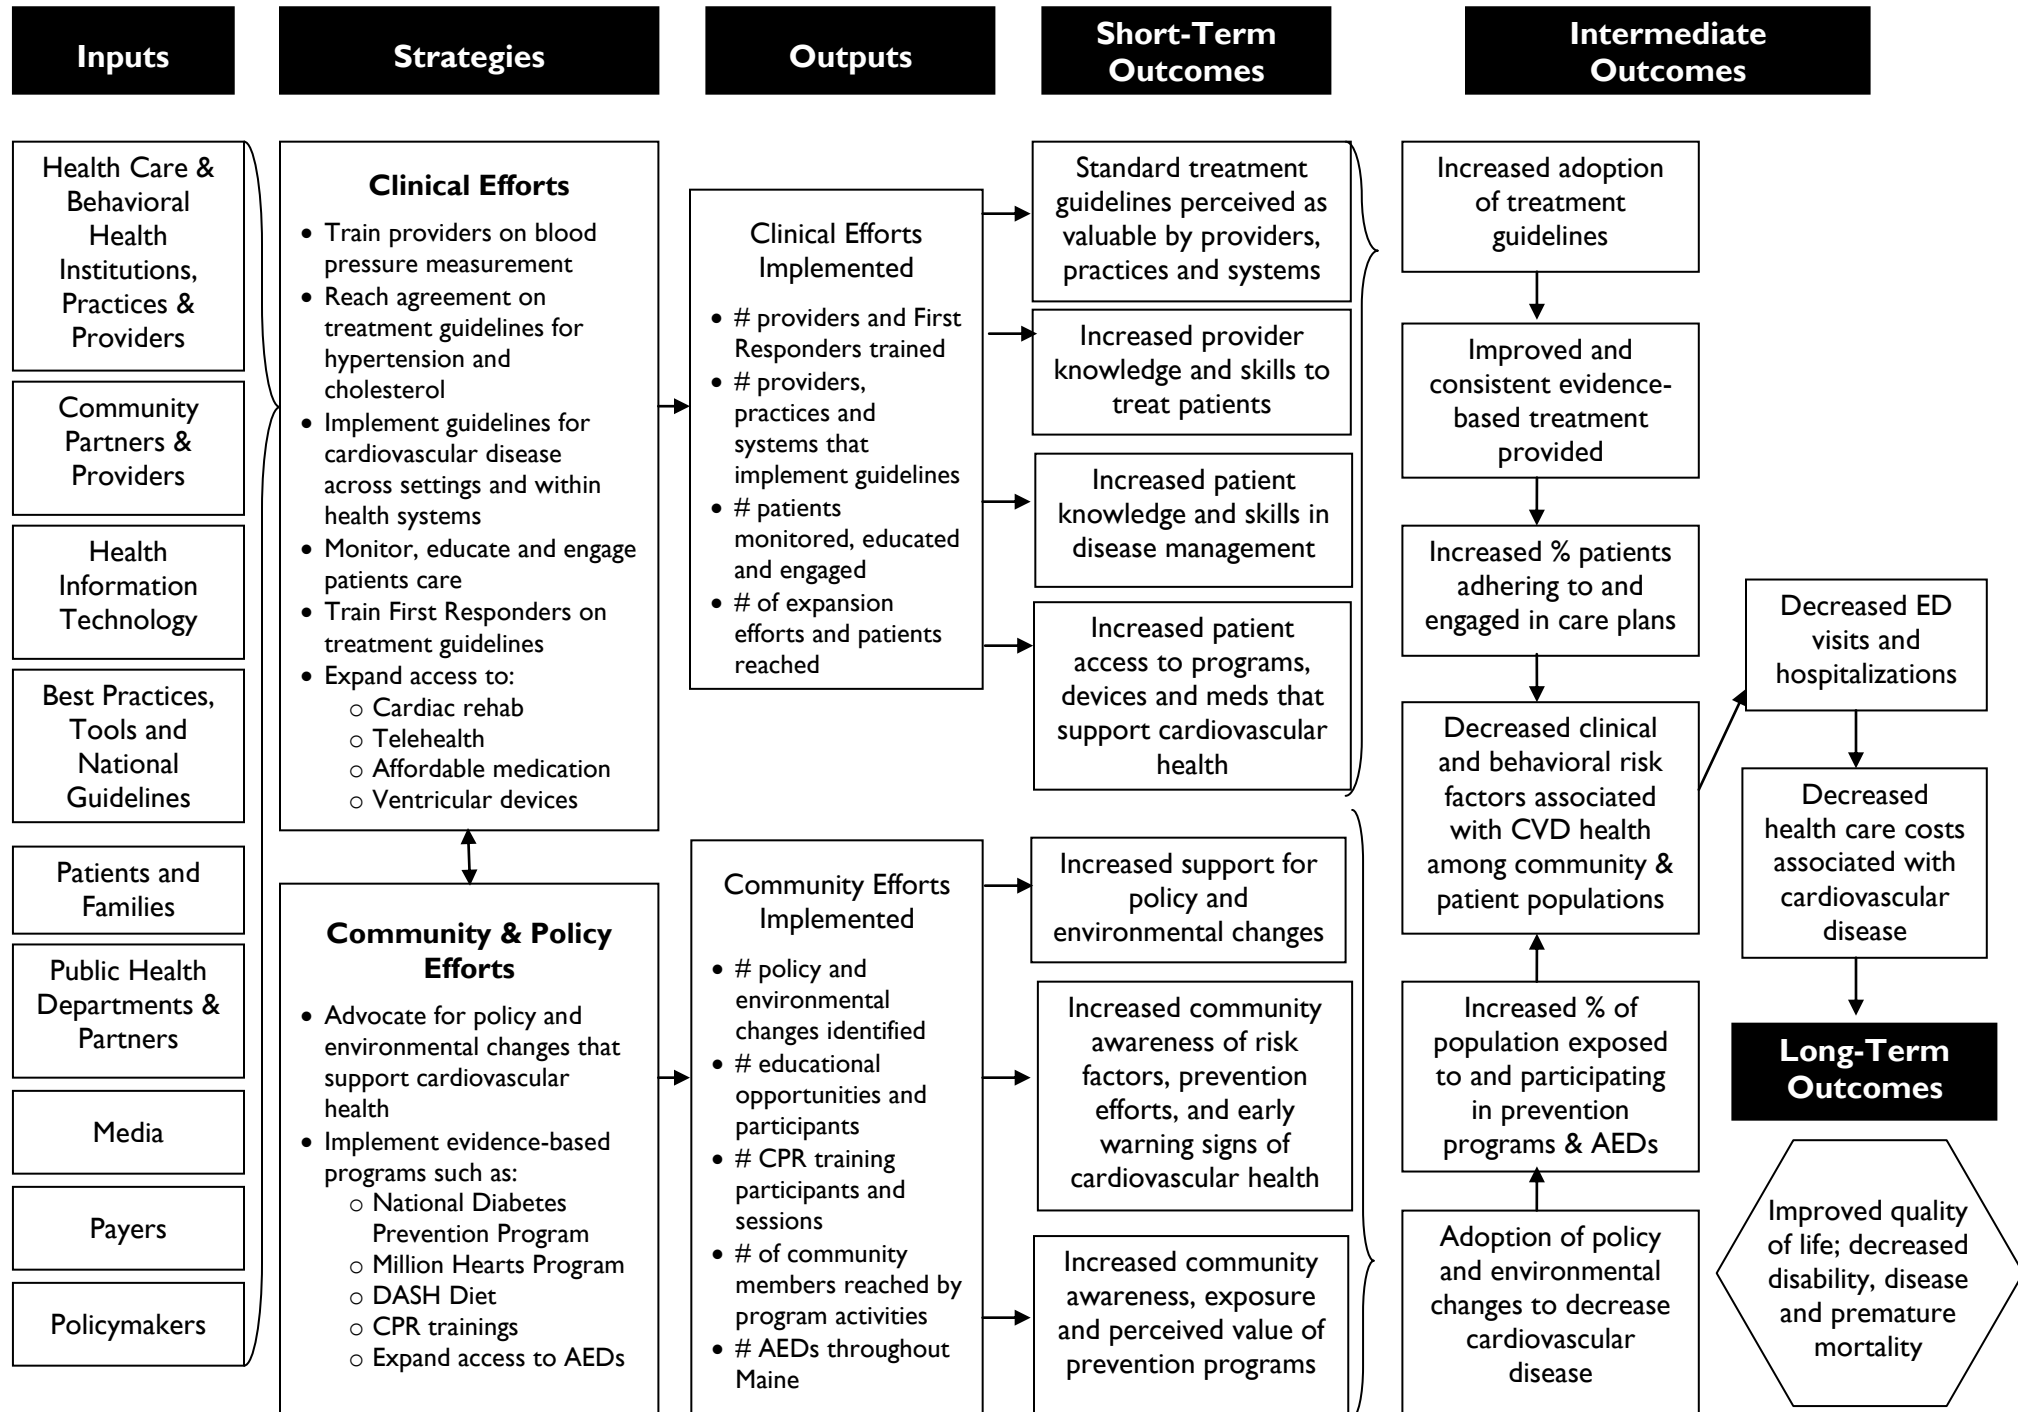 Inputs
Strategies
Outputs
Short-Term
Outcomes
Intermediate
Outcomes
Health Care &
Behavioral
Health
Institutions,
Practices &
Providers
Community
Partners &
Providers
Health
Information
Technology
Best Practices,
Tools and
National
Guidelines
Patients and
Families
Public Health
Departments &
Partners
Media
Payers
Policymakers
Clinical Efforts
• Train providers on blood
pressure measurement
• Reach agreement on
treatment guidelines for
hypertension and
cholesterol
• Implement guidelines for
cardiovascular disease
across settings and within
health systems
• Monitor, educate and engage
patients care
• Train First Responders on
treatment guidelines
• Expand access to:
o Cardiac rehab
o Telehealth
o Affordable medication
o Ventricular devices
Community & Policy
Efforts
• Advocate for policy and
environmental changes that
support cardiovascular
health
• Implement evidence-based
programs such as:
o National Diabetes
Prevention Program
o Million Hearts Program
o DASH Diet
o CPR trainings
o Expand access to AEDs
Clinical Efforts
Implemented
• # providers and First
Responders trained
• # providers,
practices and
systems that
implement guidelines
• # patients
monitored, educated
and engaged
• # of expansion
efforts and patients
reached
Community Efforts
Implemented
• # policy and
environmental
changes identified
• # educational
opportunities and
participants
• # CPR training
participants and
sessions
• # of community
members reached by
program activities
• # AEDs throughout
Maine
Standard treatment
guidelines perceived as
valuable by providers,
practices and systems
Increased provider
knowledge and skills to
treat patients
Increased patient
knowledge and skills in
disease management
Increased patient
access to programs,
devices and meds that
support cardiovascular
health
Increased support for
policy and
environmental changes
Increased community
awareness of risk
factors, prevention
efforts, and early
warning signs of
cardiovascular health
Increased community
awareness, exposure
and perceived value of
prevention programs
Increased adoption
of treatment
guidelines
Improved and
consistent evidence-
based treatment
provided
Increased % patients
adhering to and
engaged in care plans
Decreased clinical
and behavioral risk
factors associated
with CVD health
among community &
patient populations
Increased % of
population exposed
to and participating
in prevention
programs & AEDs
Adoption of policy
and environmental
changes to decrease
cardiovascular
disease
Decreased ED
visits and
hospitalizations
Decreased
health care costs
associated with
cardiovascular
disease
Long-Term
Outcomes
Improved quality
of life; decreased
disability, disease
and premature
mortality